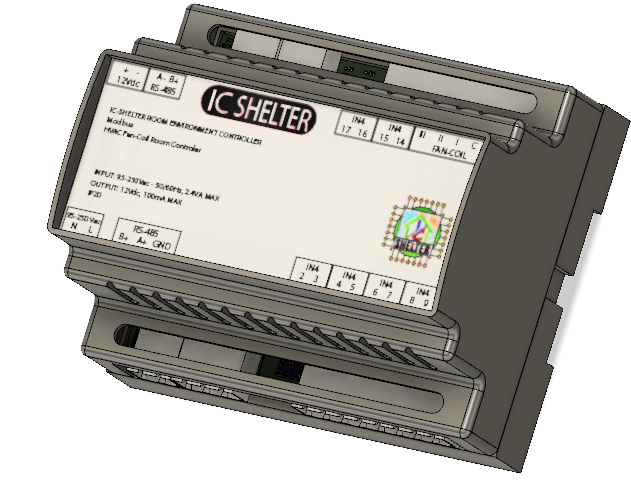 + -
12Vdc
A- B+
RS-485
IC SHELTER
IN4
17 16
IN4
15 14
R I C
FAN-COIL
IC-SHELTER ROOM ENVIRONMENT CONTROLLER
Modbus
HVAC Fan-Coil Room Controller
INPUT: 95-250Vac - 50/60Hz, 2.4VA MAX
OUTPUT: 12Vdc, 100mA MAX
IP20
95-250Vac
N L
RS-485
B+ A+ GND
SHELTER
IN4
2 3
IN4
4 5
IN4
6 7
IN4
8 9